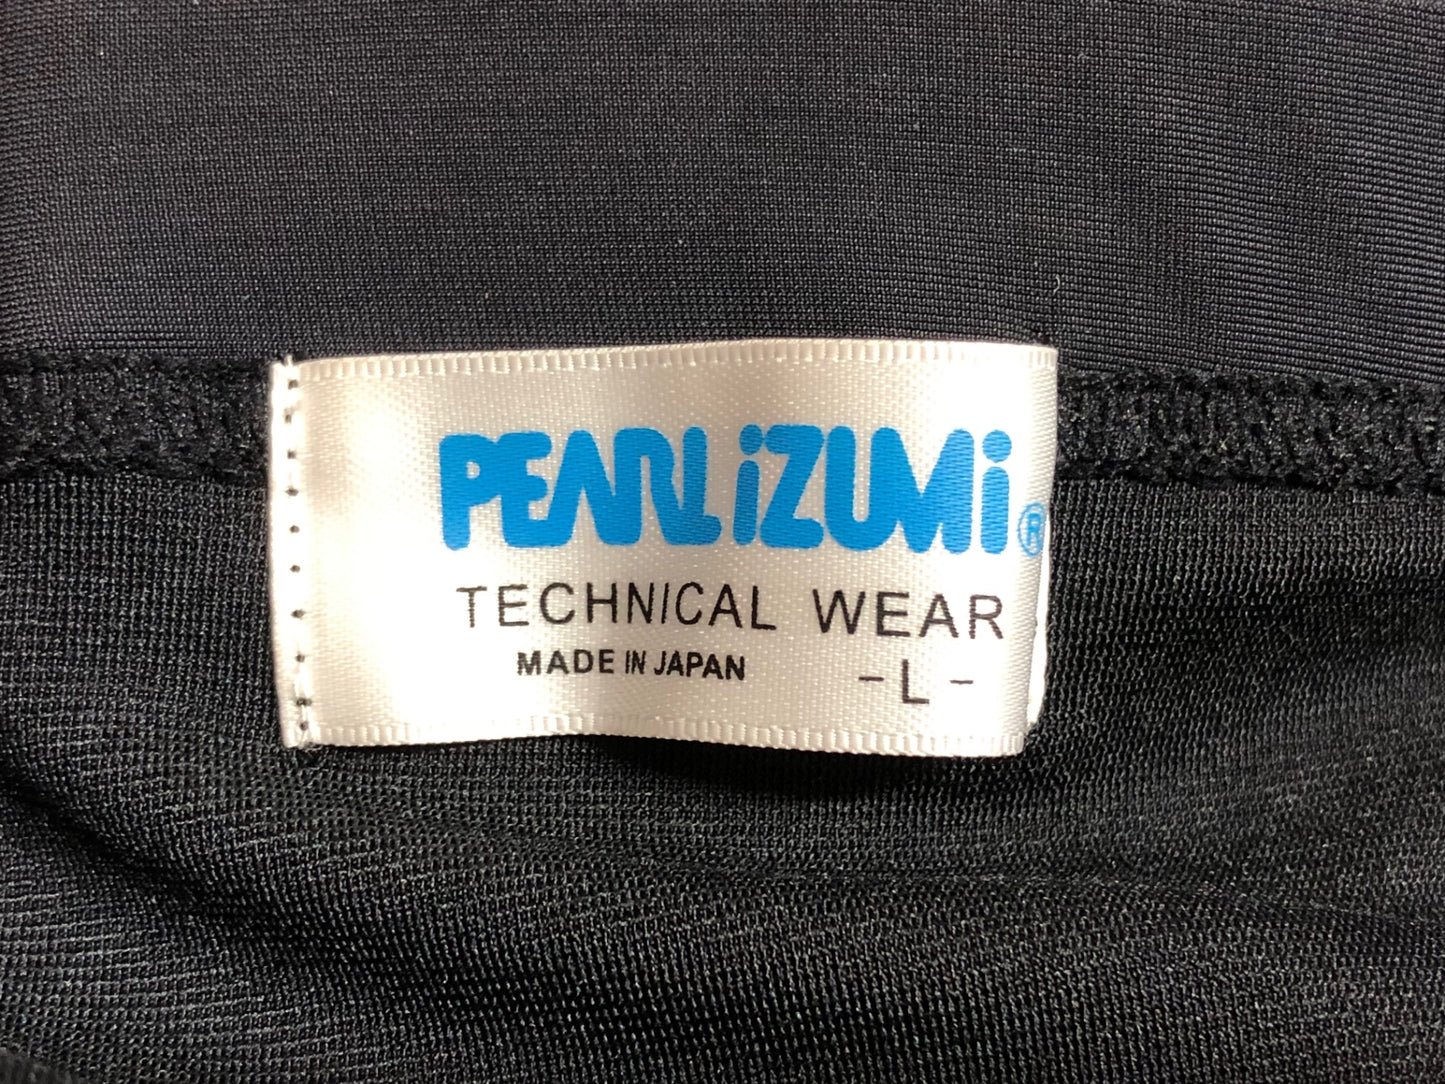 PEARLiZUMi®
TECHNICAL WEAR
MADE IN JAPAN
- L -